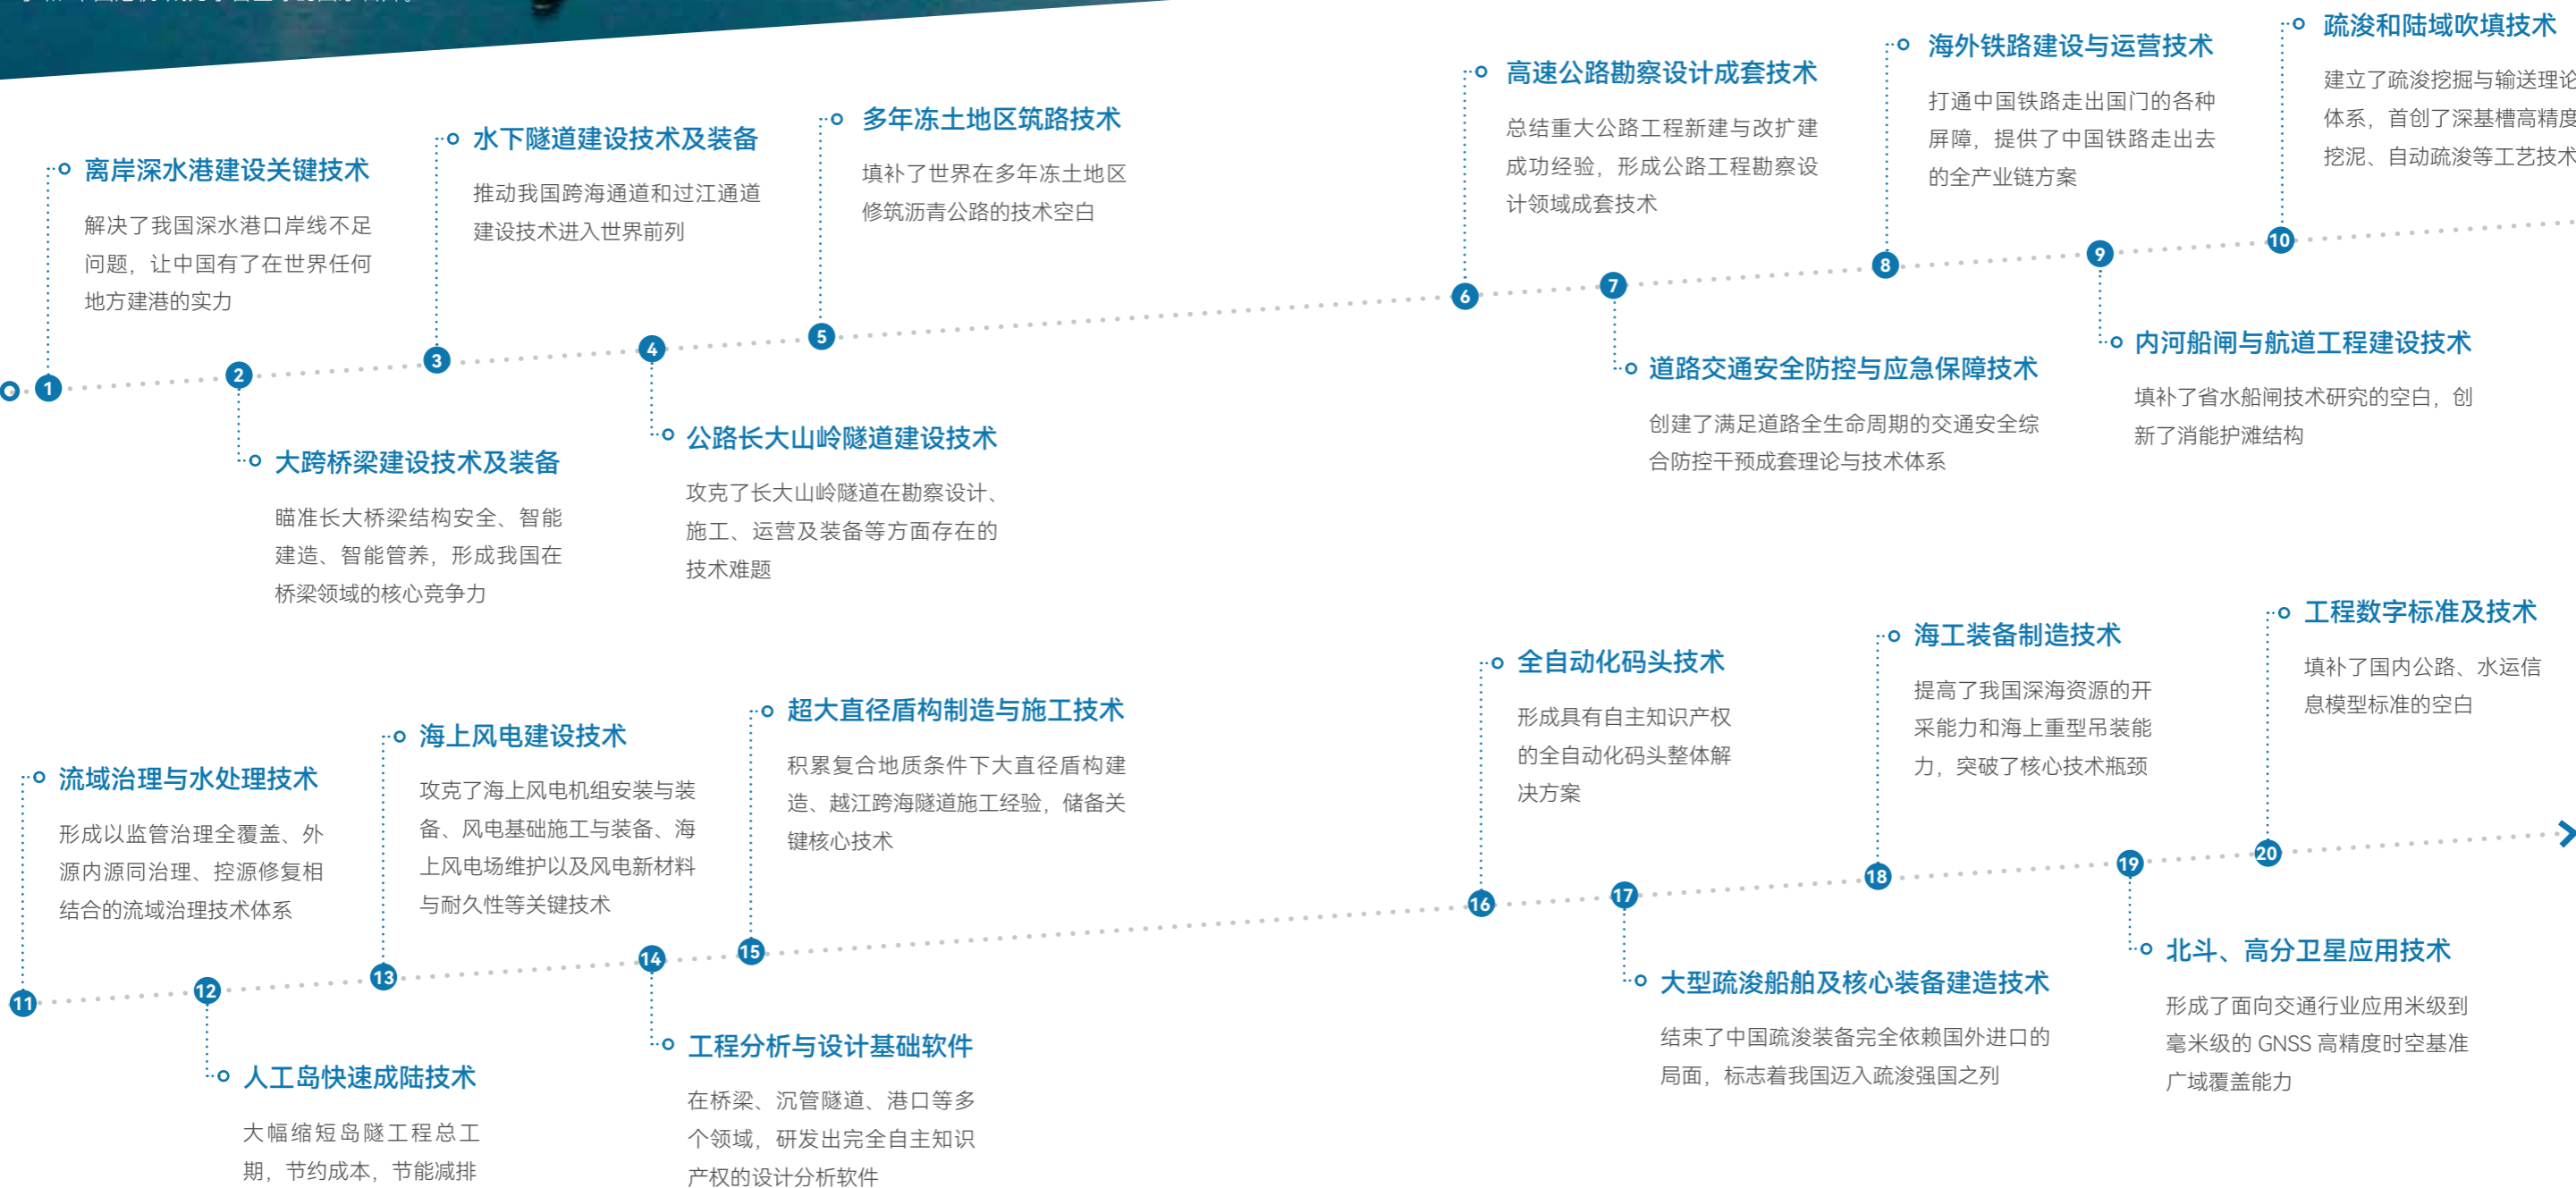 1
离岸深水港建设关键技术
解决了我国深水港口岸线不足
问题，让中国有了在世界任何
地方建港的实力
2
大跨桥梁建设技术及装备
瞄准长大桥梁结构安全、智能
建造、智能管养，形成我国在
桥梁领域的核心竞争力
3
水下隧道建设技术及装备
推动我国跨海通道和过江通道
建设技术进入世界前列
4
公路长大山岭隧道建设技术
攻克了长大山岭隧道在勘察设计、
施工、运营及装备等方面存在的
技术难题
5
多年冻土地区筑路技术
填补了世界在多年冻土地区
修筑沥青公路的技术空白
6
高速公路勘察设计成套技术
总结重大公路工程新建与改扩建
成功经验，形成公路工程勘察设
计领域成套技术
7
道路交通安全防控与应急保障技术
创建了满足道路全生命周期的交通安全综
合防控干预成套理论与技术体系
8
海外铁路建设与运营技术
打通中国铁路走出国门的各种
屏障，提供了中国铁路走出去
的全产业链方案
9
内河船闸与航道工程建设技术
填补了省水船闸技术研究的空白，创
新了消能护滩结构
10
疏浚和陆域吹填技术
建立了疏浚挖掘与输送理论
体系，首创了深基槽高精度
挖泥、自动疏浚等工艺技术
11
流域治理与水处理技术
形成以监管治理全覆盖、外
源内源同治理、控源修复相
结合的流域治理技术体系
12
人工岛快速成陆技术
大幅缩短岛隧工程总工
期，节约成本，节能减排
13
海上风电建设技术
攻克了海上风电机组安装与装
备、风电基础施工与装备、海
上风电场维护以及风电新材料
与耐久性等关键技术
14
工程分析与设计基础软件
在桥梁、沉管隧道、港口等多
个领域，研发出完全自主知识
产权的设计分析软件
15
超大直径盾构制造与施工技术
积累复合地质条件下大直径盾构建
造、越江跨海隧道施工经验，储备关
键核心技术
16
全自动化码头技术
形成具有自主知识产权
的全自动化码头整体解
决方案
17
大型疏浚船舶及核心装备建造技术
结束了中国疏浚装备完全依赖国外进口的
局面，标志着我国迈入疏浚强国之列
18
海工装备制造技术
提高了我国深海资源的开
采能力和海上重型吊装能
力，突破了核心技术瓶颈
19
北斗、高分卫星应用技术
形成了面向交通行业应用米级到
毫米级的 GNSS 高精度时空基准
广域覆盖能力
20
工程数字标准及技术
填补了国内公路、水运信
息模型标准的空白